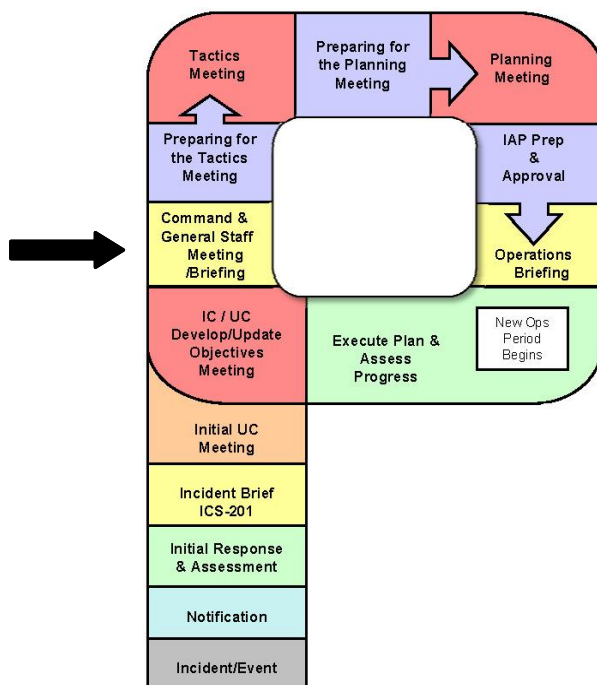 Tactics
Meeting
Preparing for
the Planning
Meeting
Planning
Meeting
Preparing for
the Tactics
Meeting
IAP Prep
&
Approval
Command &
General Staff
Meeting
/Briefing
Operations
Briefing
IC / UC
Develop/Update
Objectives
Meeting
Execute Plan &
Assess
Progress
New Ops
Period
Begins
Initial UC
Meeting
Incident Brief
ICS-201
Initial Response
& Assessment
Notification
Incident/Event